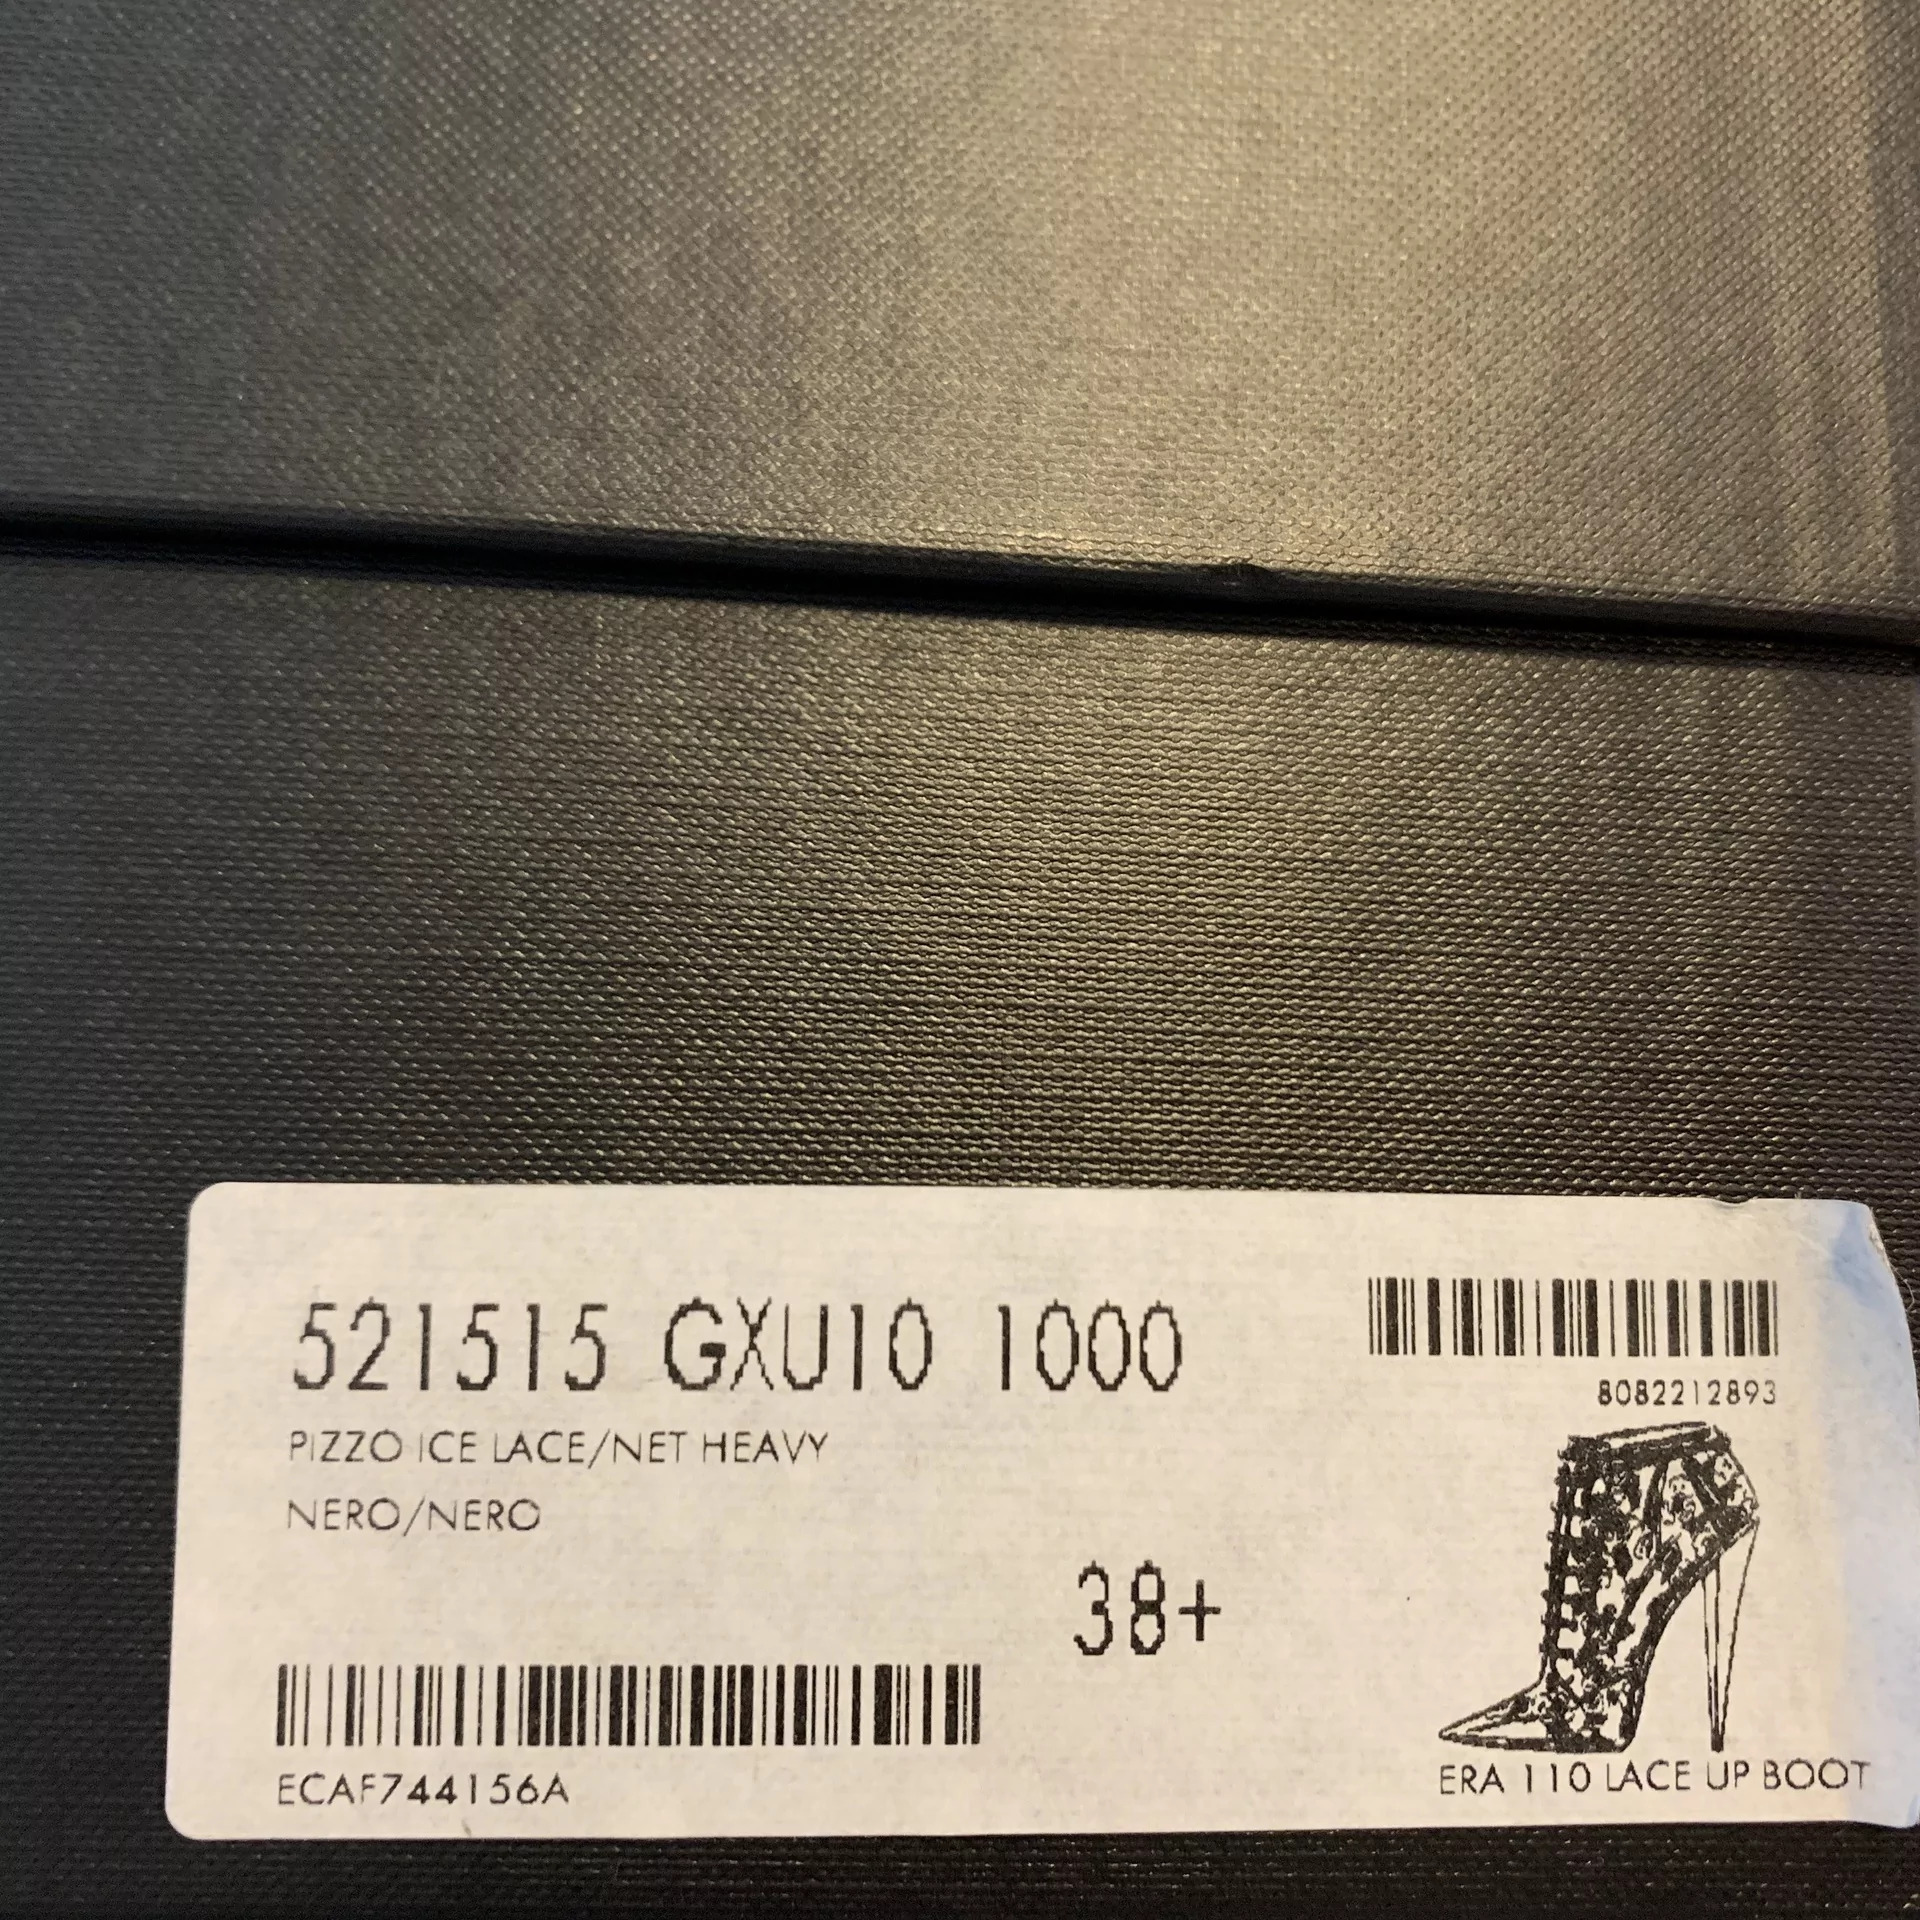 521515 GXU10 1000
8082212893
PIZZO ICE LACE/NET HEAVY
NERO/NERO
38+
ECAF744156A
ERA 110 LACE UP BOOT